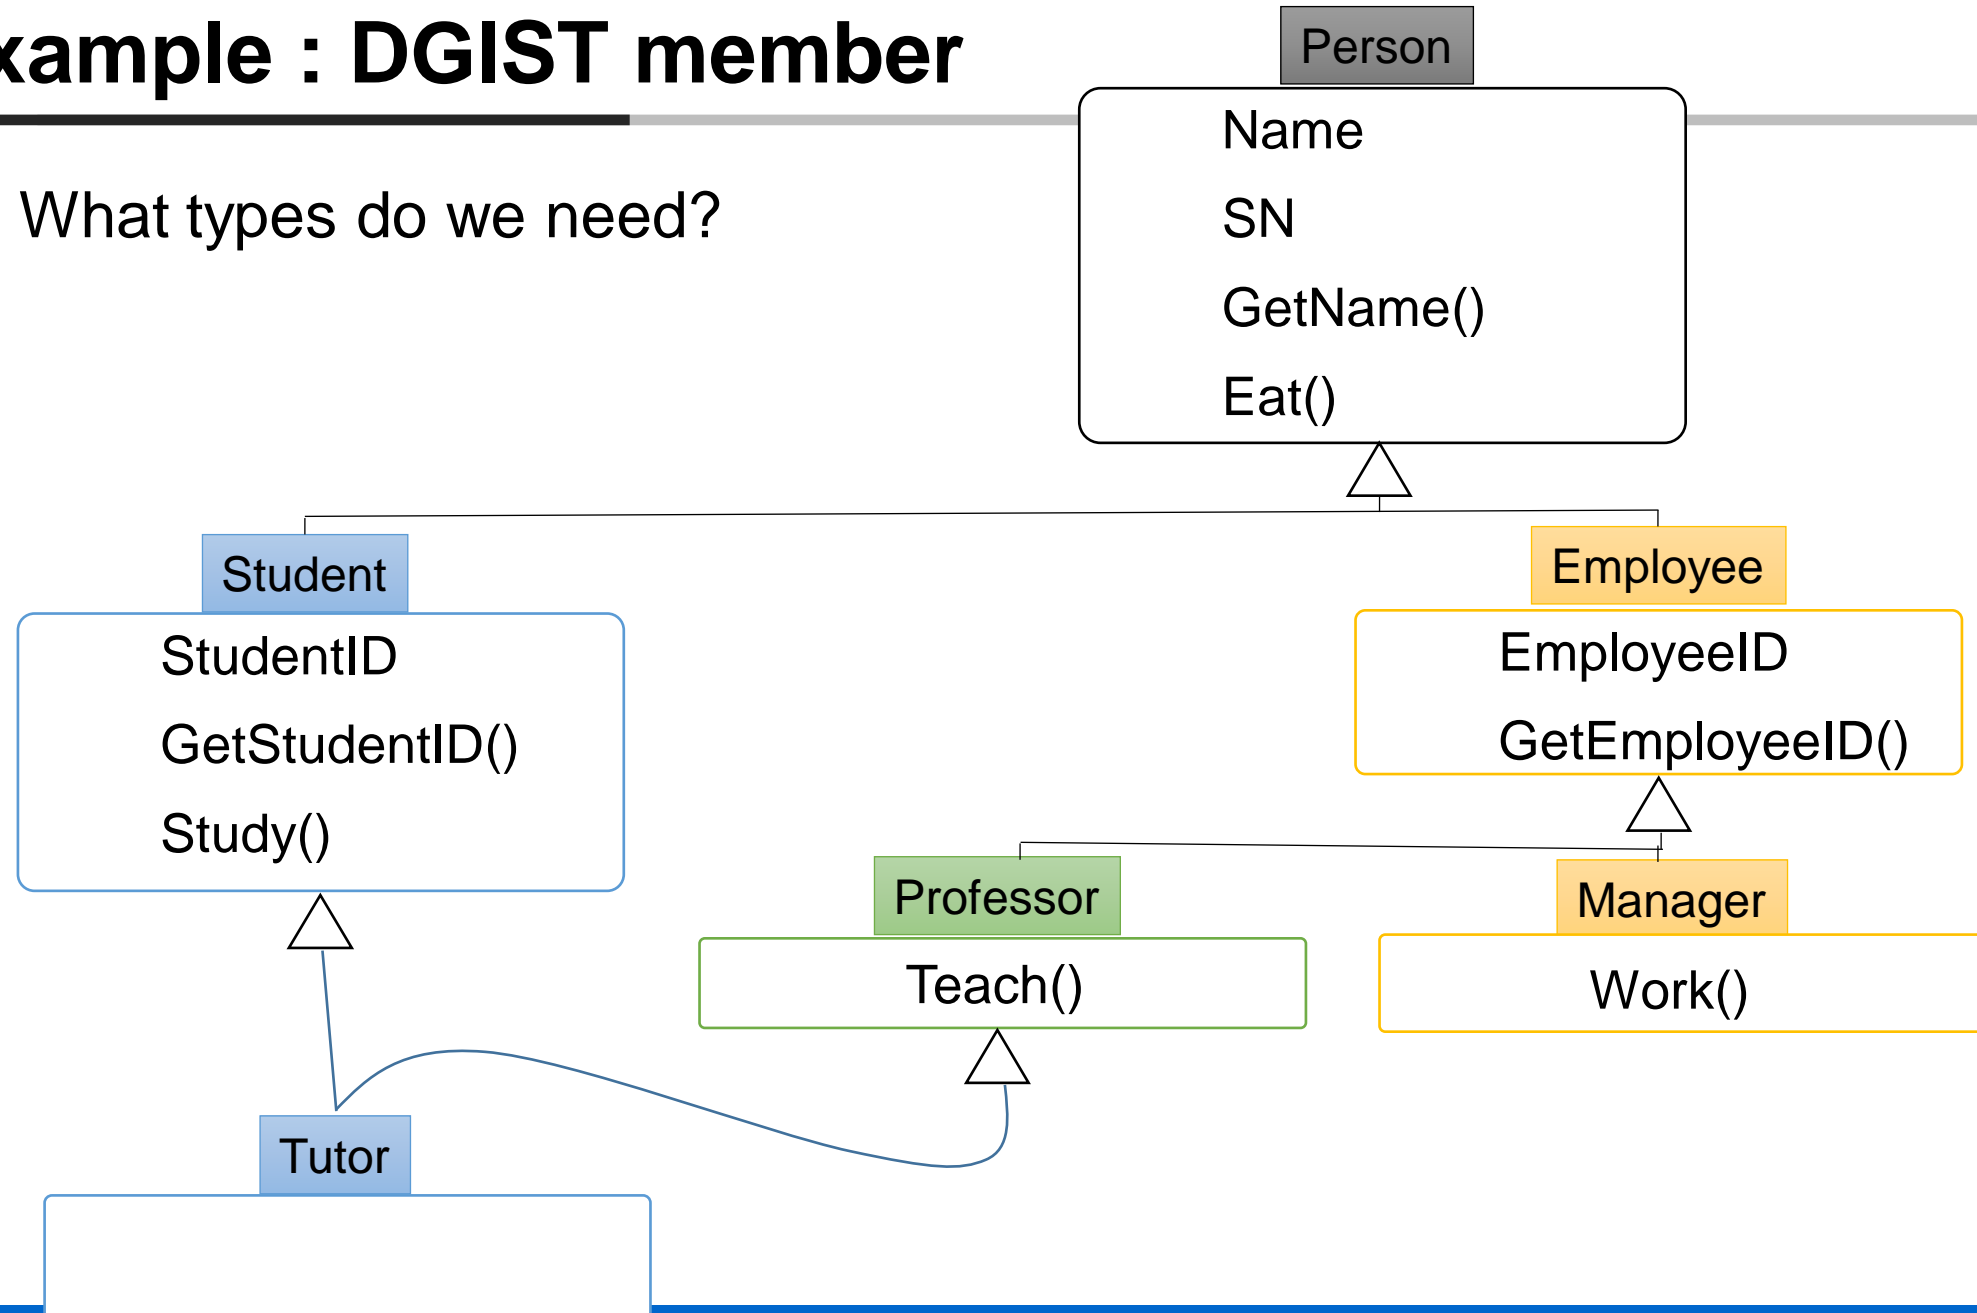 xample : DGIST member
What types do we need?
Person
Name
SN
GetName()
Eat()
Student
StudentID
GetStudentID()
Study()
Employee
EmployeeID
GetEmployeeID()
Professor
Teach()
Manager
Work()
Tutor